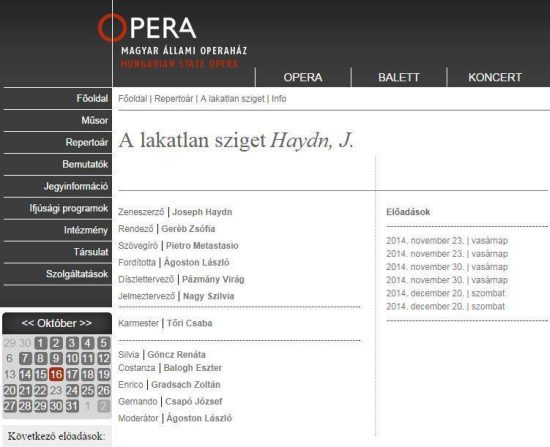 OPERA
MAGYAR ÁLLAMI OPERAHÁZ
HUNGARIAN STATE OPERA
OPERA | BALETT | KONCERT
Főoldal
Műsor
Repertoár
Bemutatók
Jegyinformáció
Ifjúsági programok
Intézmény
Társulat
Szolgáltatások
<< Október >>
29 30 1 2 3 4 5
6 7 8 9 10 11 12
13 14 15 16 17 18 19
20 21 22 23 24 25 26
27 28 29 30 31 1 2
Következő előadások:
Főoldal | Repertoár | A lakatlan sziget | Info
A lakatlan sziget Haydn, J.
Zeneszerző | Joseph Haydn
Rendező | Geréb Zsófia
Szövegíró | Pietro Metastasio
Fordította | Ágoston László
Díszlettervező | Pázmány Virág
Jelmeztervező | Nagy Szilvia
Karmester | Tőri Csaba
Silvia | Göncz Renáta
Costanza | Balogh Eszter
Enrico | Gradsach Zoltán
Gernando | Csapó József
Moderátor | Ágoston László
Előadások
2014. november 23. | vasárnap
2014. november 23. | vasárnap
2014. november 30. | vasárnap
2014. november 30. | vasárnap
2014. december 20. | szombat
2014. december 20. | szombat